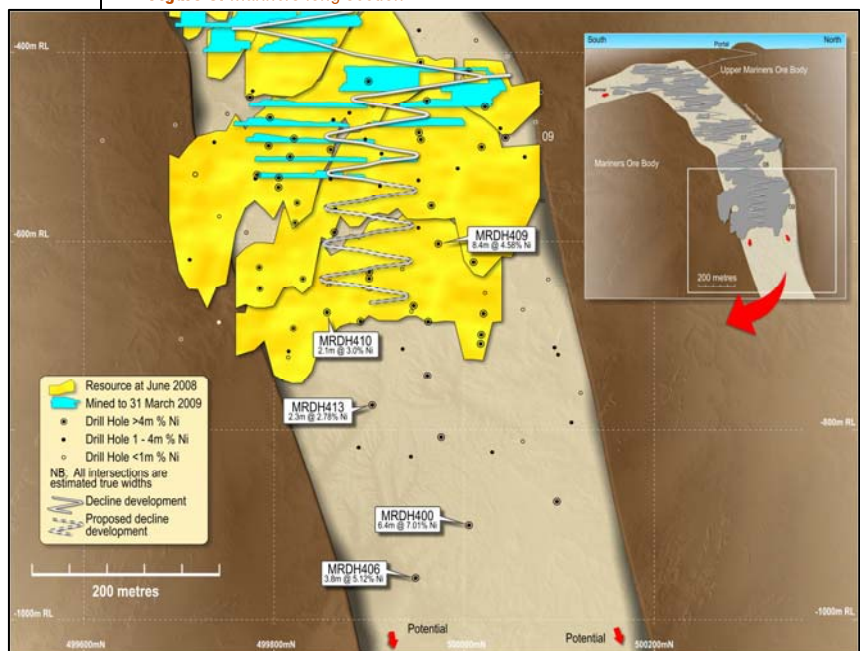 -400m RL
-600m RL
-800m RL
-1000m RL
-1000m RL
499600mN
499800mN
500000mN
500200mN
09
MRDH409
8.4m @ 4.58% Ni
MRDH410
2.1m @ 3.0% Ni
MRDH413
2.3m @ 2.78% Ni
MRDH400
6.4m @ 7.01% Ni
MRDH406
3.8m @ 5.12% Ni
Potential
Potential
Resource at June 2008
Mined to 31 March 2009
Drill Hole >4m % Ni
Drill Hole 1 - 4m % Ni
Drill Hole <1m % Ni
NB. All intersections are
estimated true widths
Decline development
Proposed decline
development
200 metres
South
Portal
North
Upper Mariners Ore Body
Potential
Mariners Ore Body
200 metres